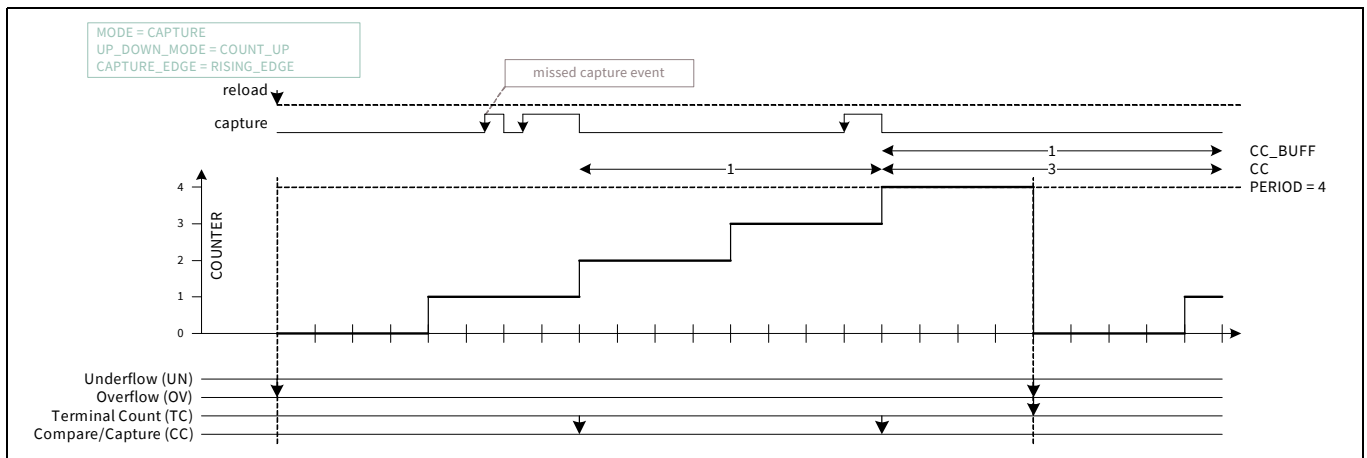 MODE = CAPTURE
UP_DOWN_MODE = COUNT_UP
CAPTURE_EDGE = RISING_EDGE
missed capture event
reload
capture
1 CC_BUFF
1 3 CC
4 PERIOD = 4
3
COUNTER
2
1
0
Underflow (UN)
Overflow (OV)
Terminal Count (TC)
Compare/Capture (CC)